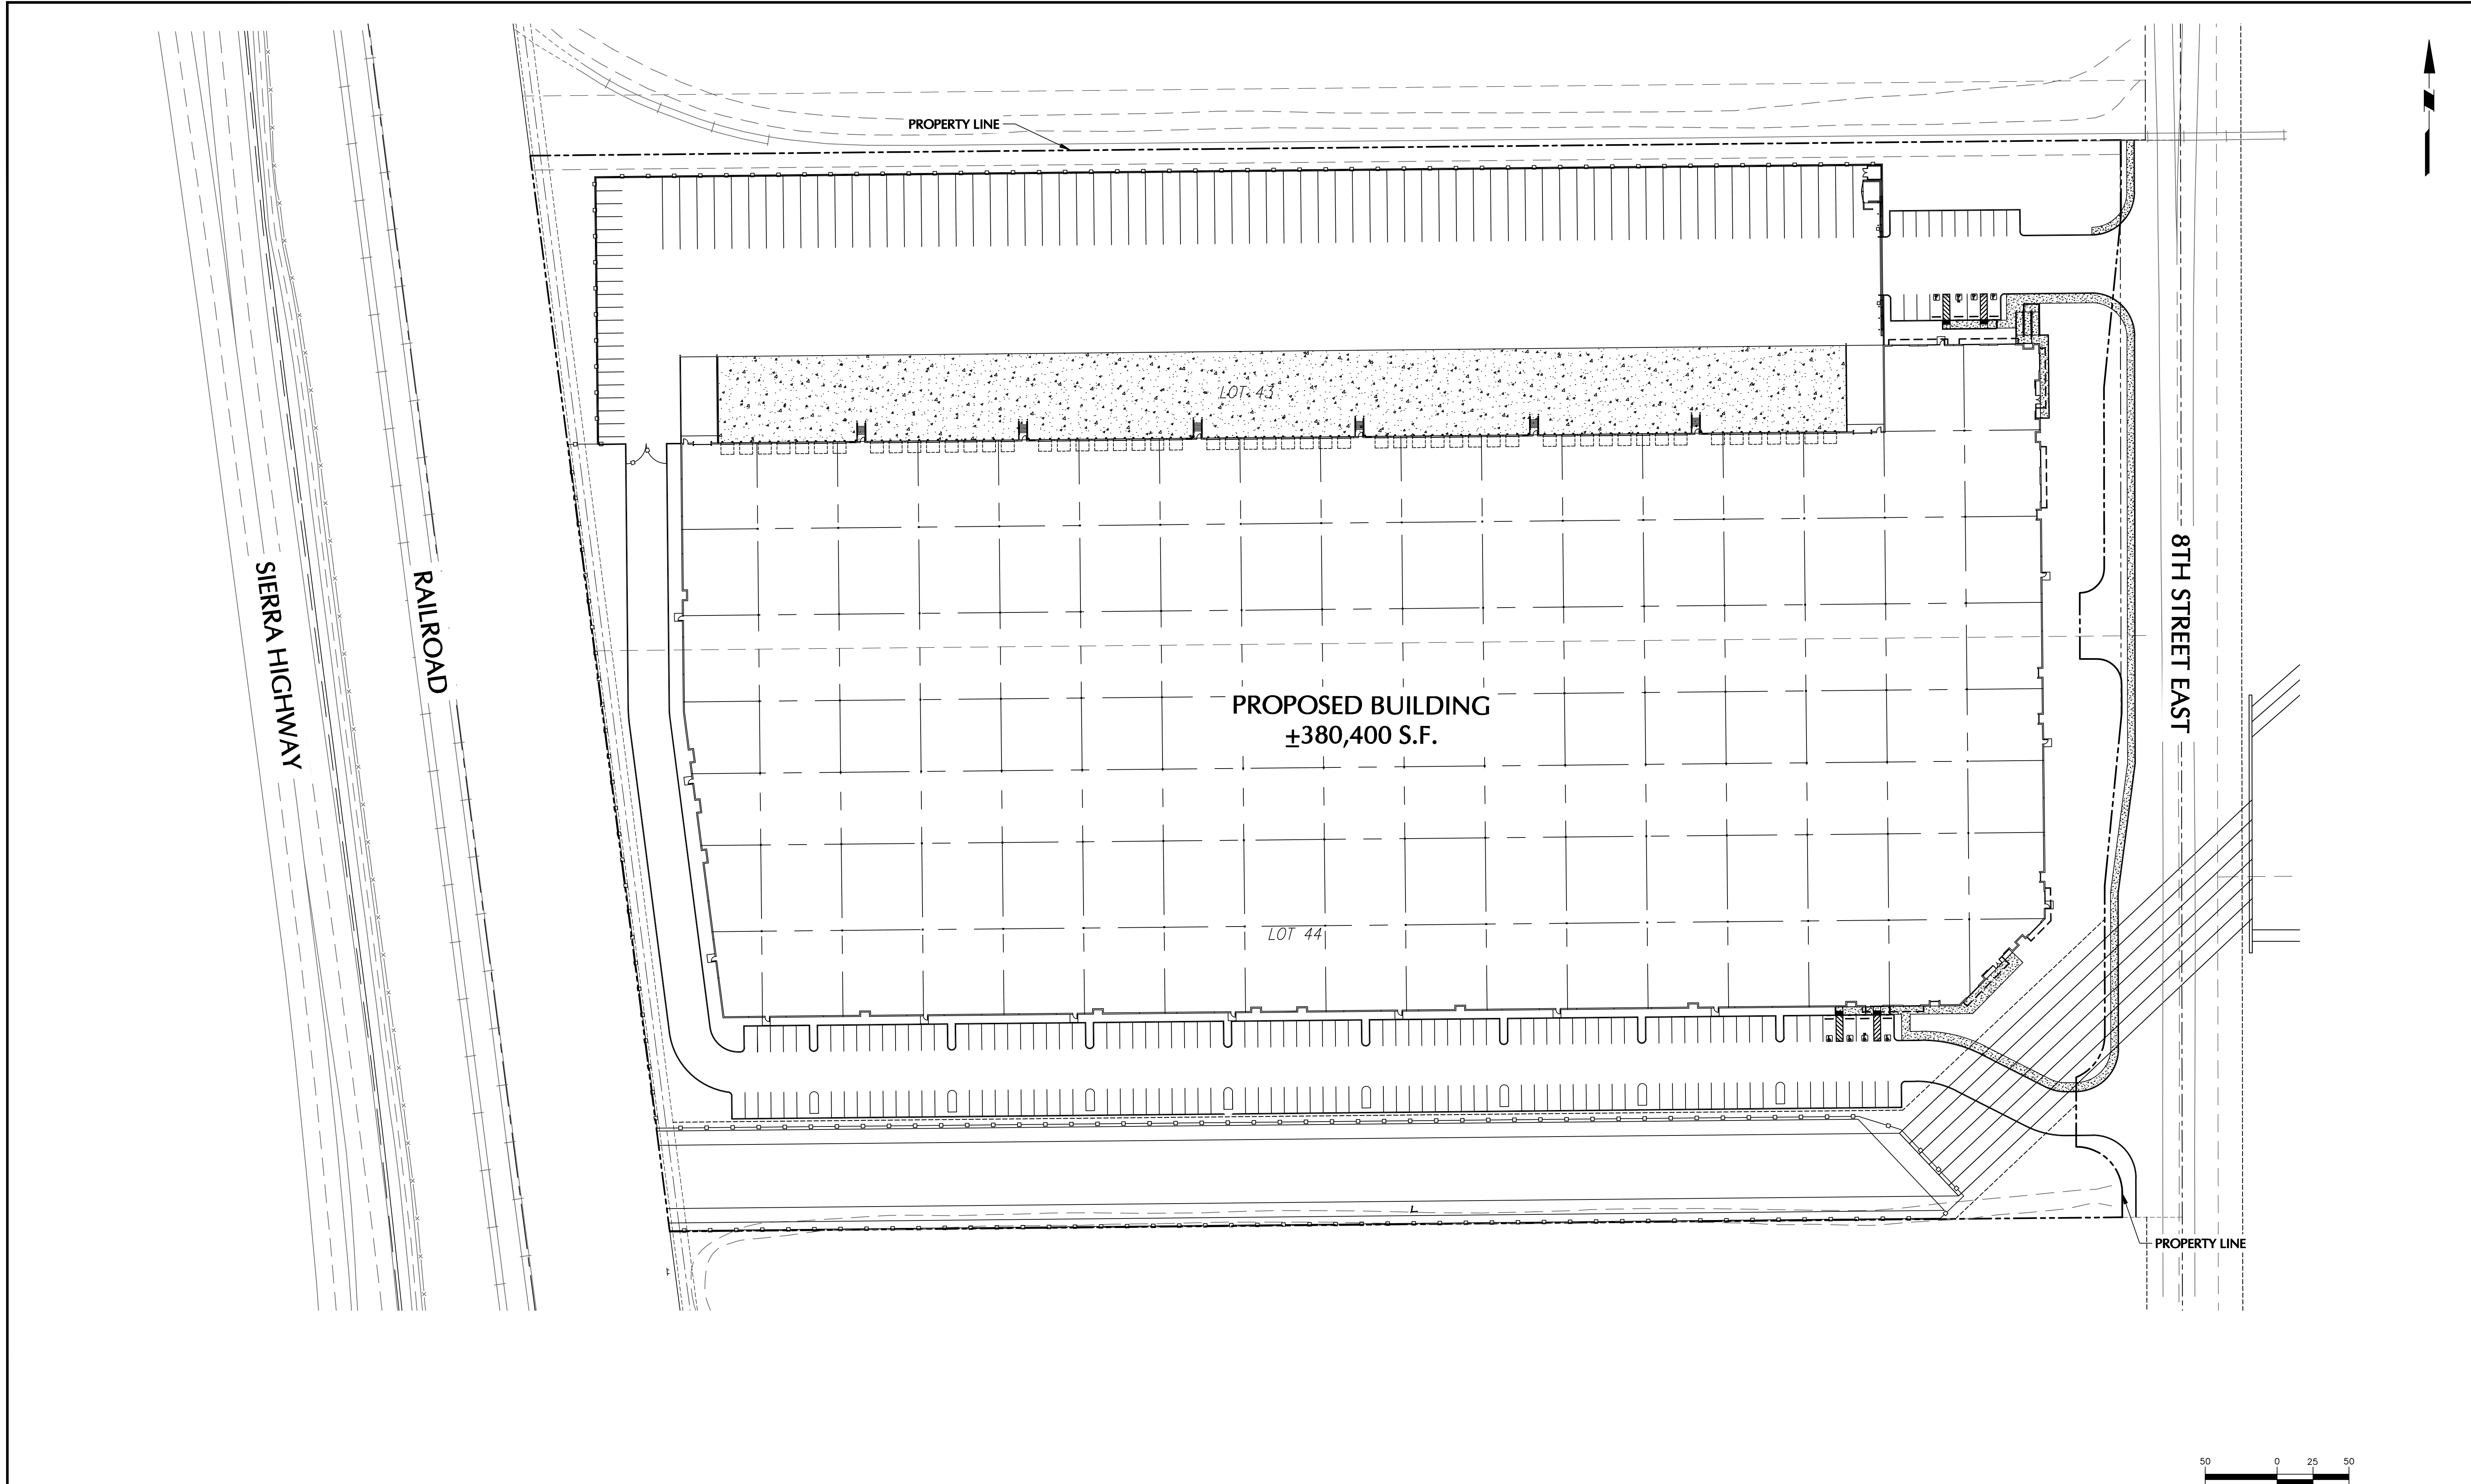 PROPERTY LINE
LOT 43
SIERRA HIGHWAY
RAILROAD
8TH STREET EAST
PROPOSED BUILDING
±380,400 S.F.
LOT 44
L
PROPERTY LINE
50 0 25 50